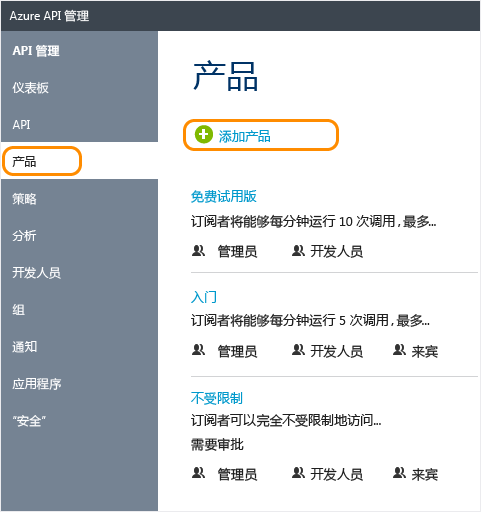 Azure API 管理
API 管理
仪表板
API
产品
策略
分析
开发人员
组
通知
应用程序
“安全”
产品
添加产品
免费试用版
订阅者将能够每分钟运行 10 次调用,最多...
管理员 开发人员
入门
订阅者将能够每分钟运行 5 次调用,最多...
管理员 开发人员 来宾
不受限制
订阅者可以完全不受限制地访问...
需要审批
管理员 开发人员 来宾